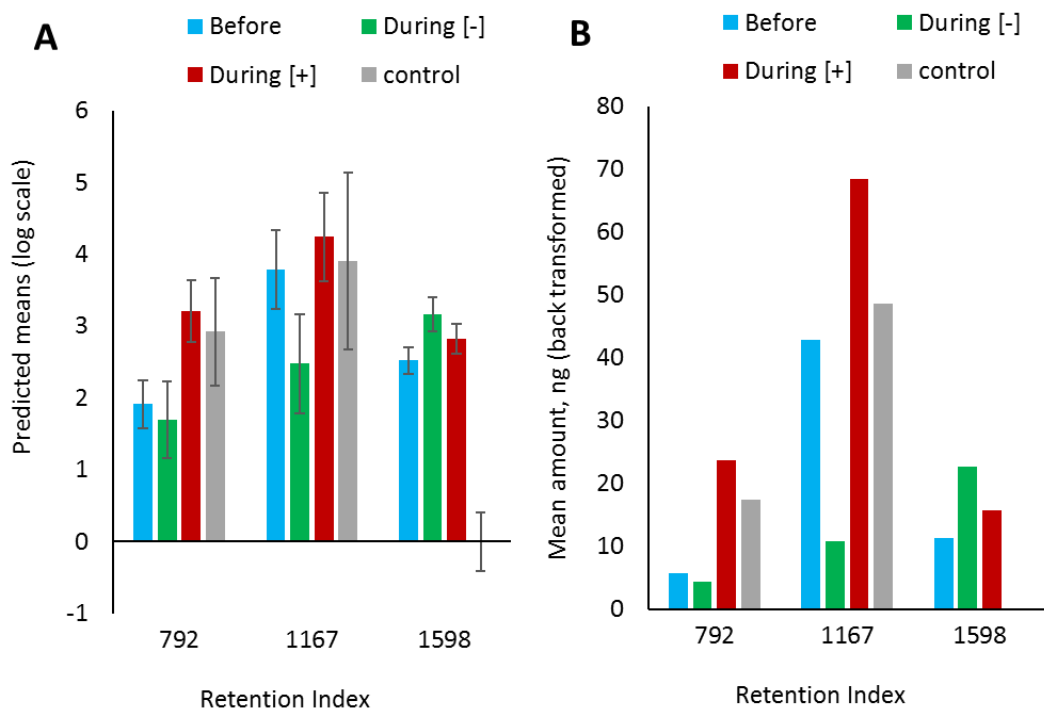 A
Before
During [-]
During [+]
control
Predicted means (log scale)
6
5
4
3
2
1
0
-1
792
1167
1598
Retention Index
B
Before
During [-]
During [+]
control
Mean amount, ng (back transformed)
80
70
60
50
40
30
20
10
0
792
1167
1598
Retention Index